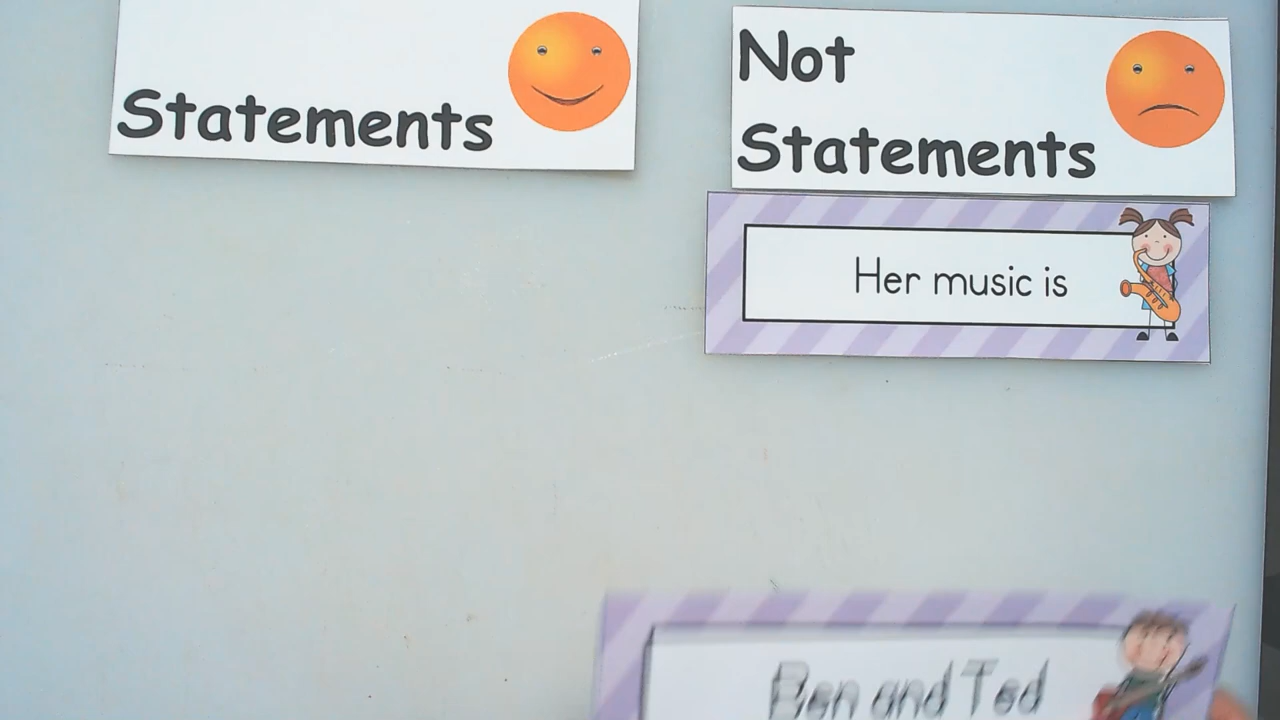 Statements
Not
Statements
Her music is
Ben and Ted